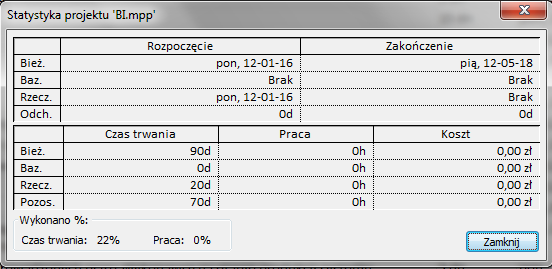 Statystyka projektu 'BI.mpp'
Rozpoczęcie Zakończenie
Bież. pon, 12-01-16 pią, 12-05-18
Baz. Brak Brak
Rzecz. pon, 12-01-16 Brak
Odch. 0d 0d
Czas trwania Praca Koszt
Bież. 90d 0h 0,00 zł
Baz. 0d 0h 0,00 zł
Rzecz. 20d 0h 0,00 zł
Pozos. 70d 0h 0,00 zł
Wykonano %:
Czas trwania: 22% Praca: 0%
Zamknij